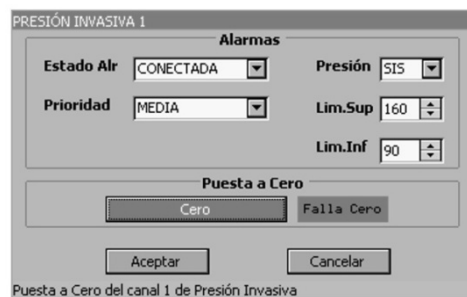 PRESIÓN INVASIVA 1
Alarmas
Estado Alr CONECTADA Presión SIS
Prioridad MEDIA Lim.Sup 160
Lim.Inf 90
Puesta a Cero
Cero Falla Cero
Aceptar Cancelar
Puesta a Cero del canal 1 de Presión Invasiva